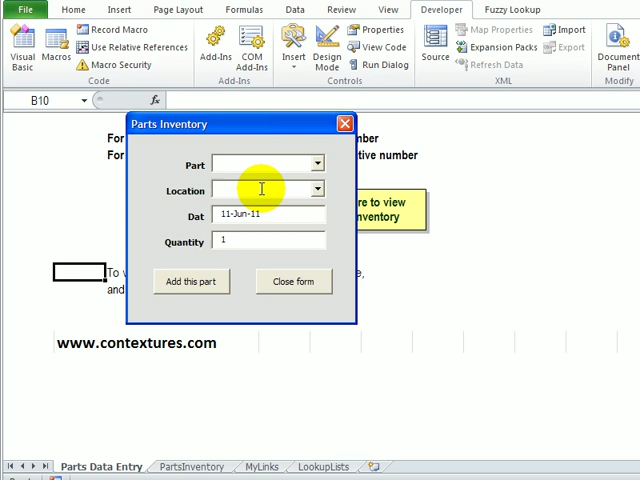 File Home Insert Page Layout Formulas Data Review View Developer Fuzzy Lookup
Visual Basic
Macros
Record Macro
Use Relative References
Macro Security
Code
Add-Ins
COM Add-Ins
Add-Ins
Insert
Design Mode
Properties
View Code
Run Dialog
Controls
Source
Map Properties
Expansion Packs
Refresh Data
Import
Export
XML
Document Panel
Modify
B10
fx
Parts Inventory
For
mber
For
tive number
Part
Location
Dat 11-Jun-11
Quantity 1
Add this part Close form
re to view
nventory
To v
e,
and
www.contextures.com
Parts Data Entry PartsInventory MyLinks LookupLists